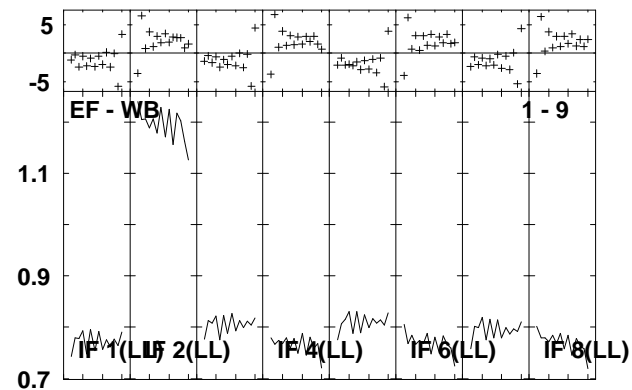 5
-5
EF - WB 1 - 9
1.1
0.9
IF 1(LL) IF 2(LL) IF 4(LL) IF 6(LL) IF 8(LL)
0.7